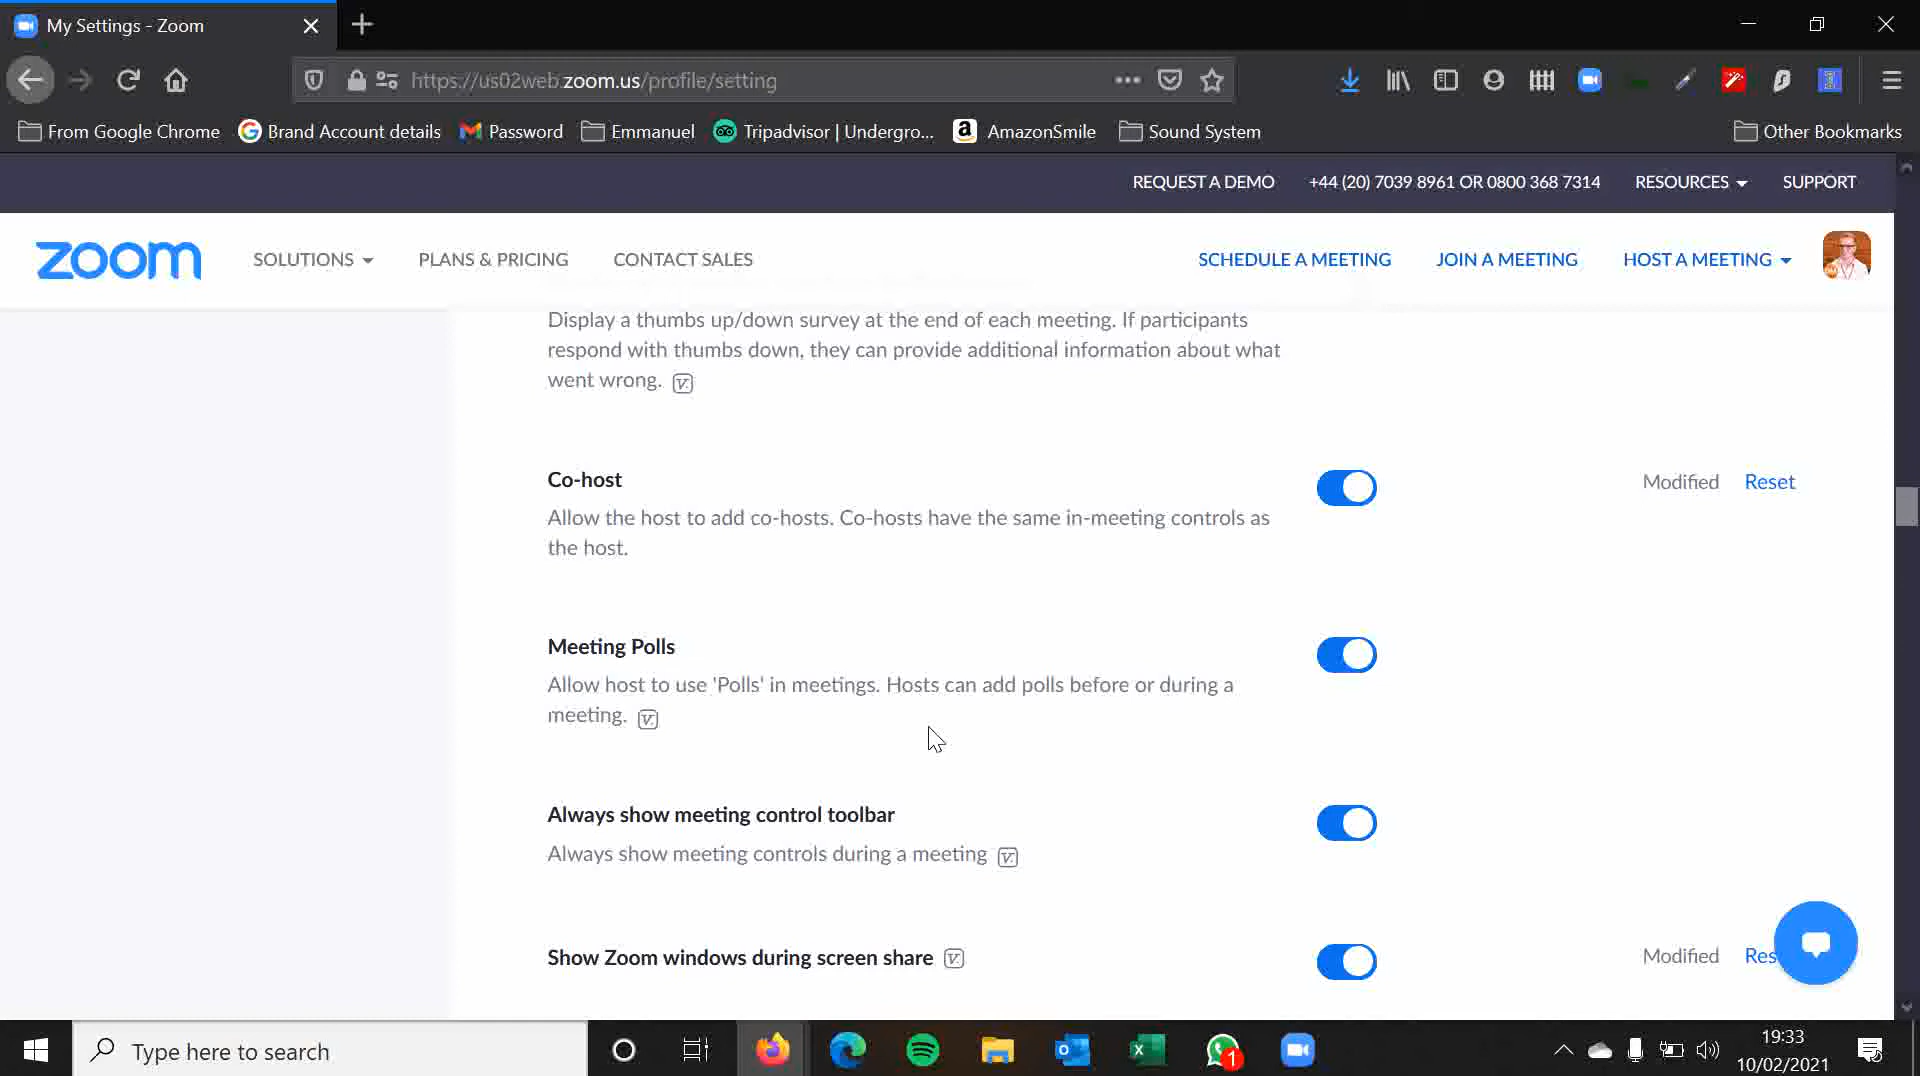 My Settings - Zoom
https://us02web.zoom.us/profile/setting
From Google Chrome
Brand Account details
Password
Emmanuel
Tripadvisor | Undergro...
AmazonSmile
Sound System
Other Bookmarks
REQUEST A DEMO
+44 (20) 7039 8961 OR 0800 368 7314
RESOURCES
SUPPORT
zoom
SOLUTIONS
PLANS & PRICING
CONTACT SALES
SCHEDULE A MEETING
JOIN A MEETING
HOST A MEETING
Display a thumbs up/down survey at the end of each meeting. If participants
respond with thumbs down, they can provide additional information about what
went wrong.
Co-host
Modified
Reset
Allow the host to add co-hosts. Co-hosts have the same in-meeting controls as
the host.
Meeting Polls
Allow host to use 'Polls' in meetings. Hosts can add polls before or during a
meeting.
Always show meeting control toolbar
Always show meeting controls during a meeting
Show Zoom windows during screen share
Modified
Res
Type here to search
1
19:33
10/02/2021